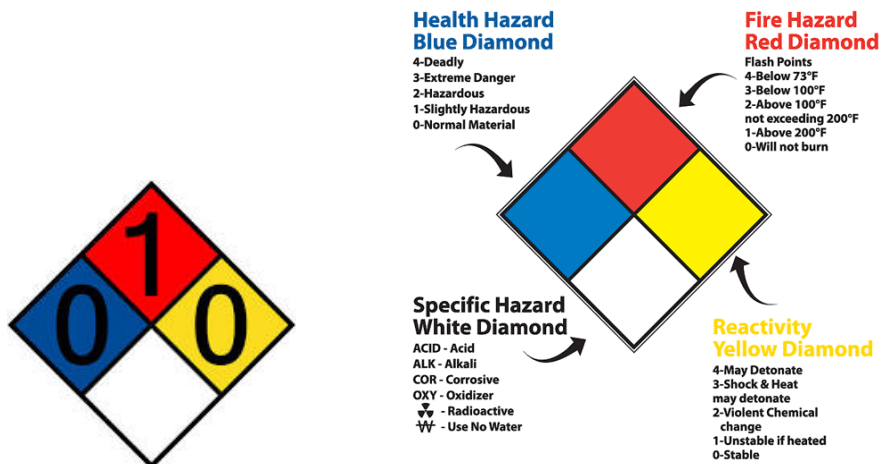 Health Hazard
Blue Diamond
4-Deadly
3-Extreme Danger
2-Hazardous
1-Slightly Hazardous
0-Normal Material
Fire Hazard
Red Diamond
Flash Points
4-Below 73°F
3-Below 100°F
2-Above 100°F
not exceeding 200°F
1-Above 200°F
0-Will not burn
1
0 0
Specific Hazard
White Diamond
ACID - Acid
ALK - Alkali
COR - Corrosive
OXY - Oxidizer
- Radioactive
W - Use No Water
Reactivity
Yellow Diamond
4-May Detonate
3-Shock & Heat
may detonate
2-Violent Chemical
change
1-Unstable if heated
0-Stable